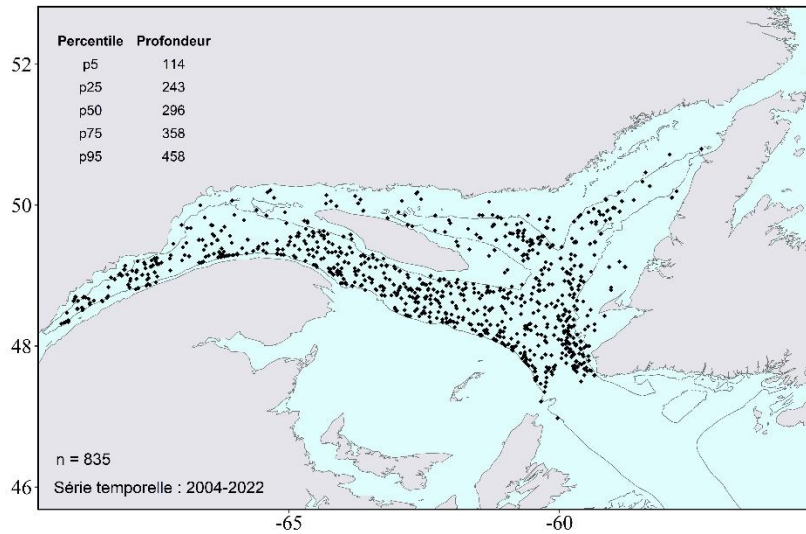 Percentile Profondeur
p5 114
p25 243
p50 296
p75 358
p95 458
52
50
48
46
n = 835
Série temporelle : 2004-2022
-65 -60